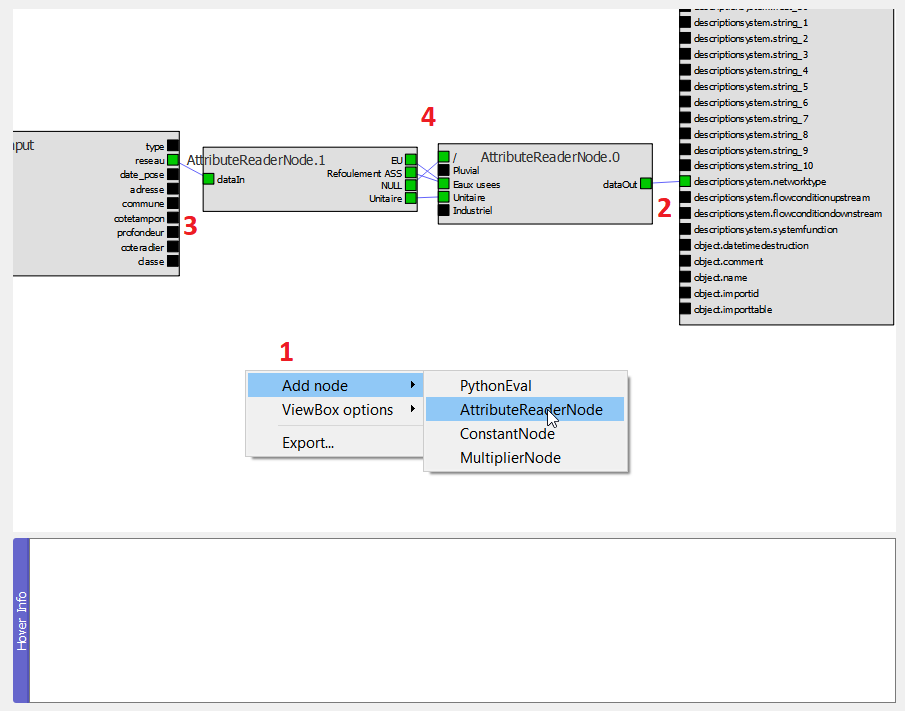 descriptionsystem.string_1
descriptionsystem.string_2
descriptionsystem.string_3
descriptionsystem.string_4
descriptionsystem.string_5
descriptionsystem.string_6
descriptionsystem.string_7
descriptionsystem.string_8
descriptionsystem.string_9
descriptionsystem.string_10
descriptionsystem.networktype
descriptionsystem.flowconditionupstream
descriptionsystem.flowconditiondownstream
descriptionsystem.systemfunction
object.datetimedestruction
object.comment
object.name
object.importid
object.importtable
2
4
AttributeReaderNode.0
/
Pluvial
Eaux usees
Unitaire
Industriel
dataOut
AttributeReaderNode.1
dataIn
EU
Refoulement ASS
NULL
Unitaire
put
type
reseau
date_pose
adresse
commune
cotetampon
profondeur
coteradier
classe
3
1
Add node
ViewBox options
Export...
PythonEval
AttributeReaderNode
ConstantNode
MultiplierNode
Hover Info